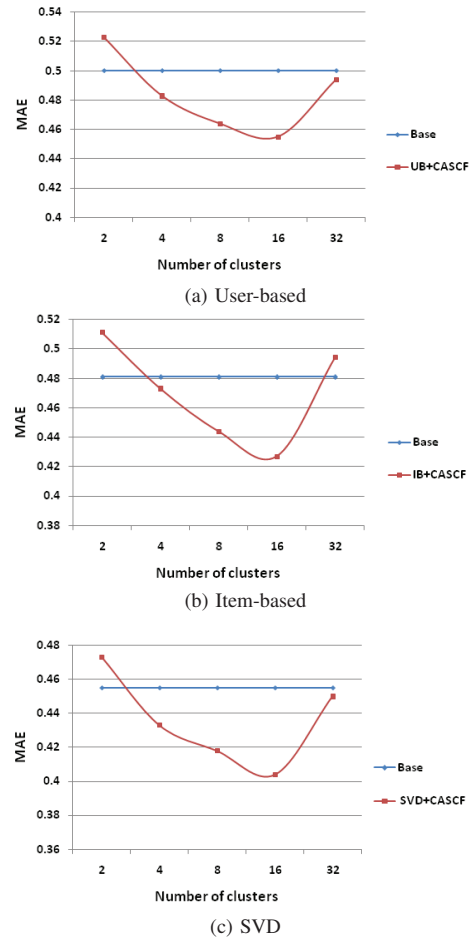 0.54
0.52
0.5
0.48
0.46
0.44
0.42
0.4
MAE
2 4 8 16 32
Number of clusters
Base
UB+CASCF
(a) User-based
0.52
0.5
0.48
0.46
0.44
0.42
0.4
0.38
MAE
2 4 8 16 32
Number of clusters
Base
IB+CASCF
(b) Item-based
0.48
0.46
0.44
0.42
0.4
0.38
0.36
MAE
2 4 8 16 32
Number of clusters
Base
SVD+CASCF
(c) SVD